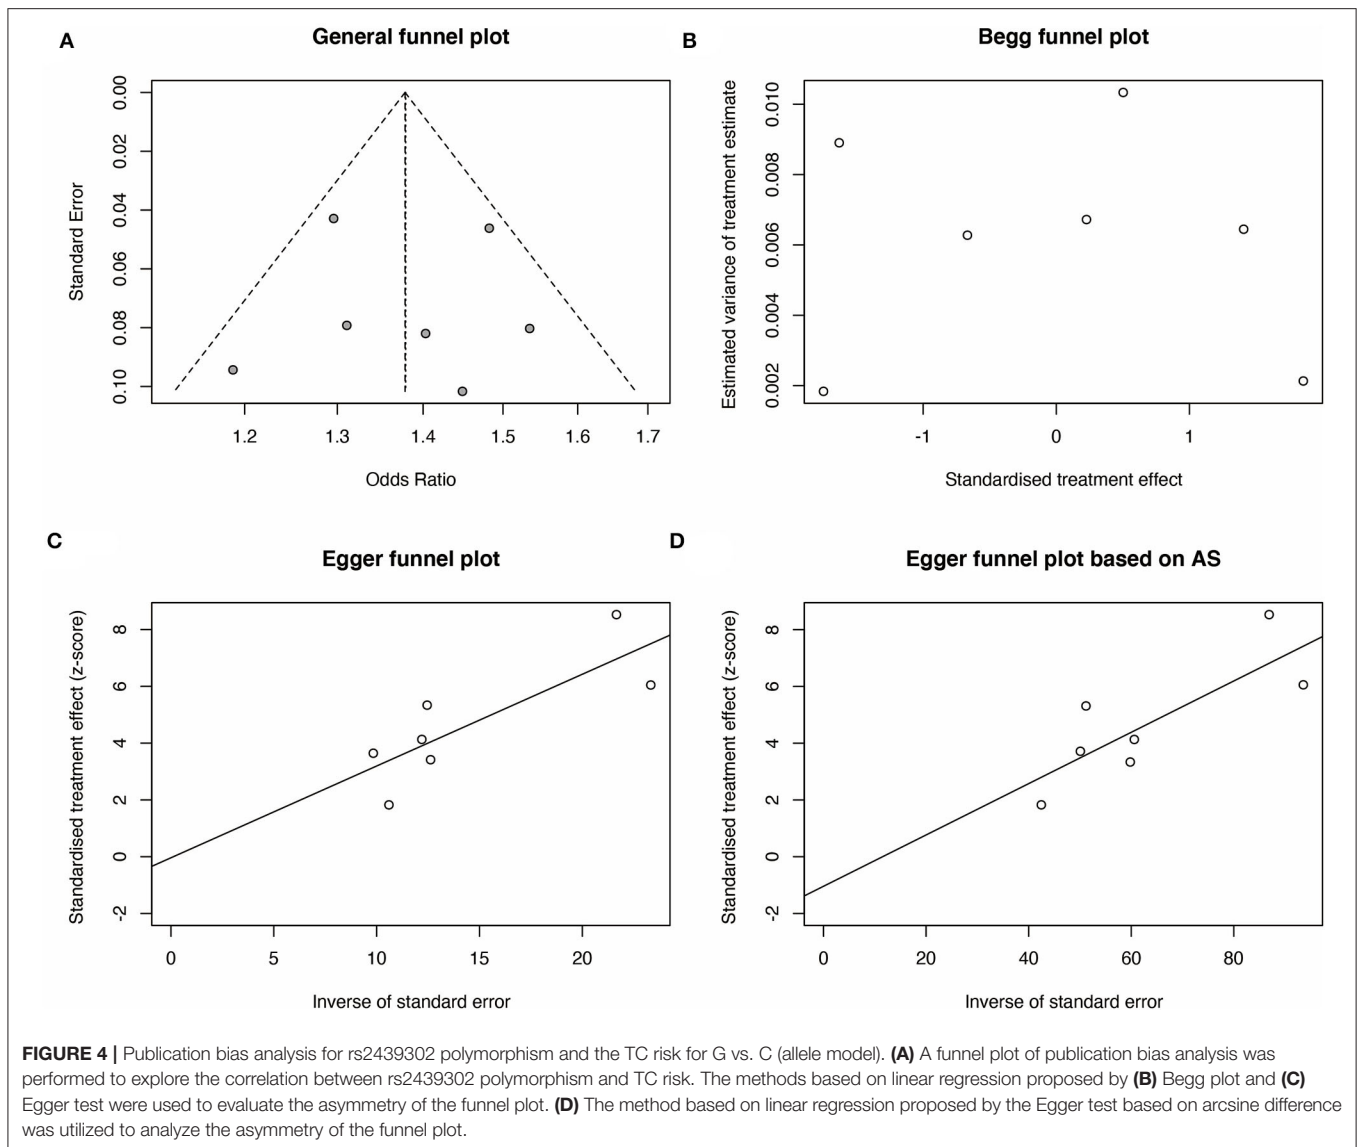 A
General funnel plot
0.00
0.02
0.04
0.06
0.08
0.10
Standard Error
1.2 1.3 1.4 1.5 1.6 1.7
Odds Ratio
B
Begg funnel plot
0.010
0.008
0.006
0.004
0.002
Estimated variance of treatment estimate
-1 0 1
Standardised treatment effect
C
Egger funnel plot
8
6
4
2
0
-2
Standardised treatment effect (z-score)
0 5 10 15 20
Inverse of standard error
D
Egger funnel plot based on AS
8
6
4
2
0
-2
Standardised treatment effect (z-score)
0 20 40 60 80
Inverse of standard error
FIGURE 4 | Publication bias analysis for rs2439302 polymorphism and the TC risk for G vs. C (allele model). (A) A funnel plot of publication bias analysis was
performed to explore the correlation between rs2439302 polymorphism and TC risk. The methods based on linear regression proposed by (B) Begg plot and (C)
Egger test were used to evaluate the asymmetry of the funnel plot. (D) The method based on linear regression proposed by the Egger test based on arcsine difference
was utilized to analyze the asymmetry of the funnel plot.